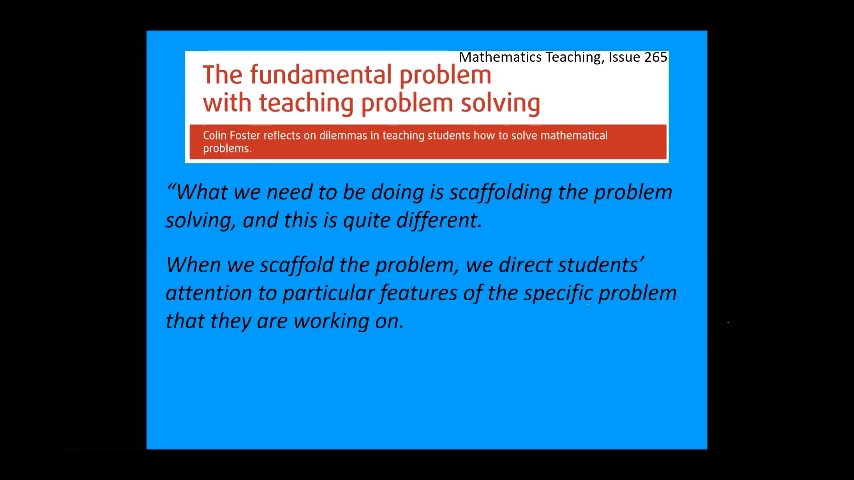 Mathematics Teaching, Issue 265
The fundamental problem
with teaching problem solving
Colin Foster reflects on dilemmas in teaching students how to solve mathematical
problems.
“What we need to be doing is scaffolding the problem
solving, and this is quite different.
When we scaffold the problem, we direct students’
attention to particular features of the specific problem
that they are working on.